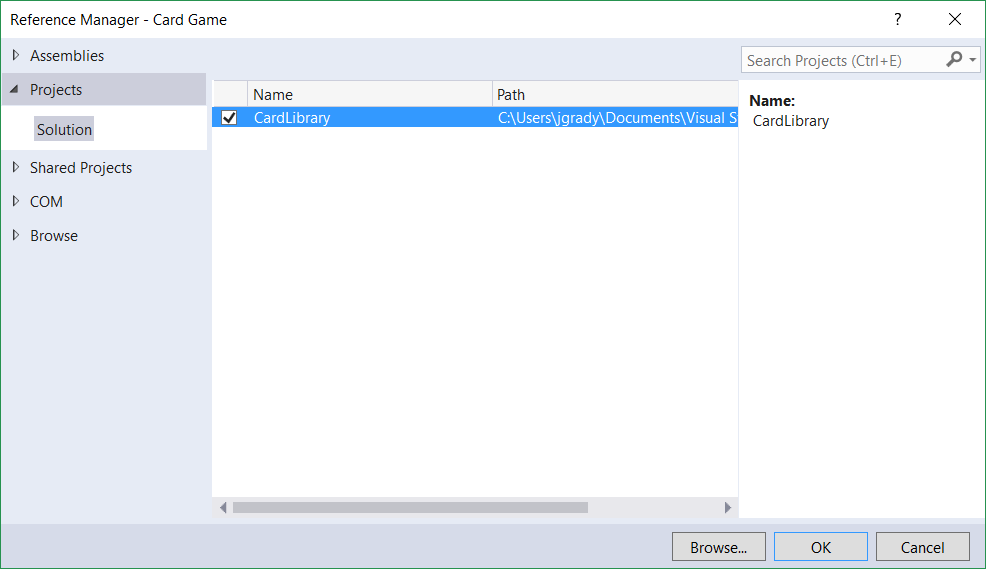 Reference Manager - Card Game
?
Assemblies
Projects
Solution
Shared Projects
COM
Browse
Name Path
CardLibrary C:\Users\jgrady\Documents\Visual S
Search Projects (Ctrl+E)
Name:
CardLibrary
Browse... OK Cancel